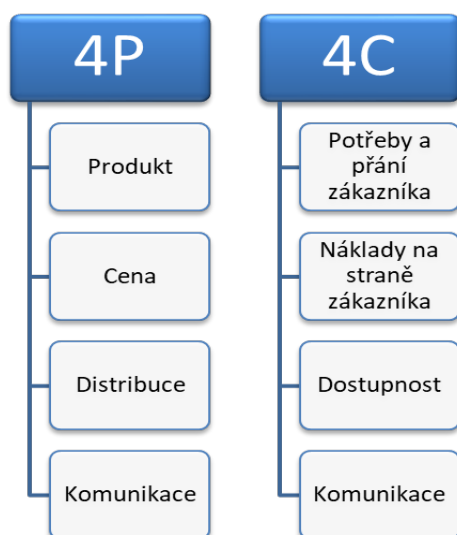 4P
Produkt
Cena
Distribuce
Komunikace
4C
Potřeby a
přání
zákazníka
Náklady na
straně
zákazníka
Dostupnost
Komunikace